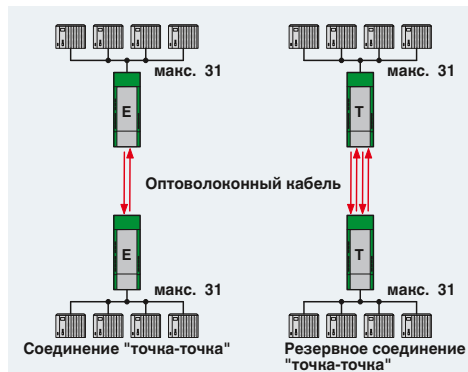 макс. 31
макс. 31
E
T
Оптоволоконный кабель
E
T
макс. 31
макс. 31
Соединение "точка-точка"
Резервное соединение
"точка-точка"